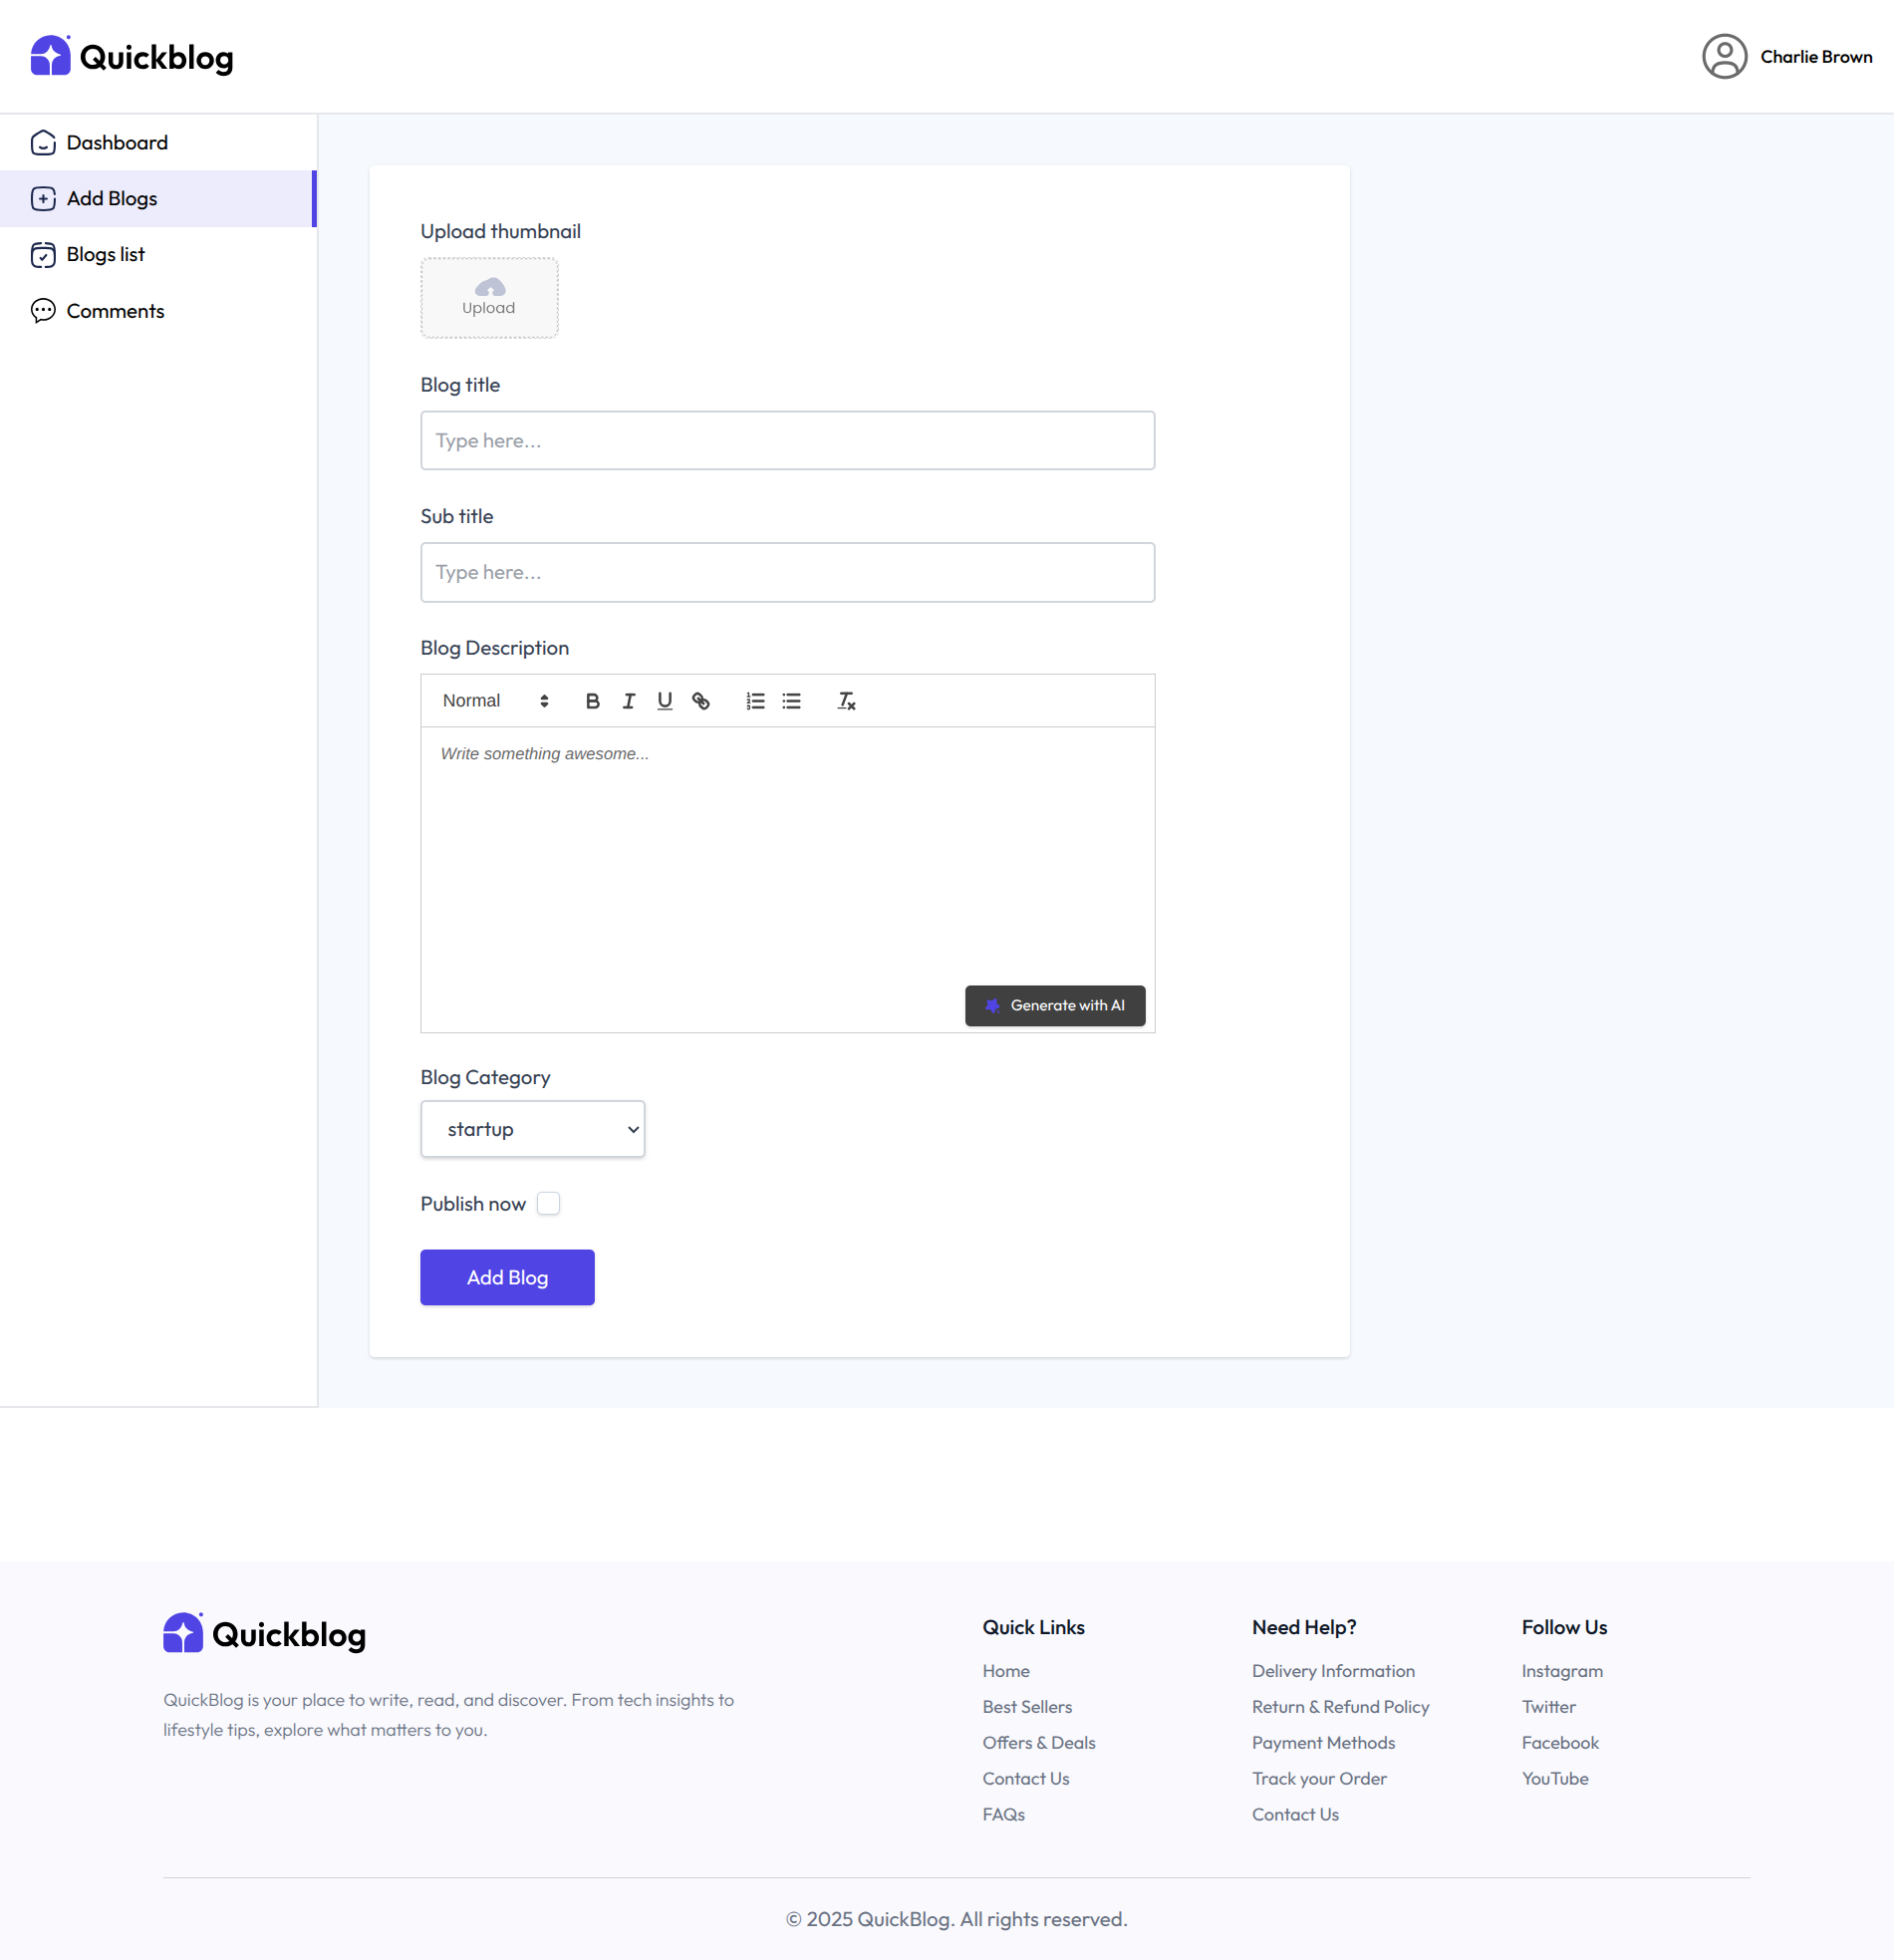 Quickblog
Charlie Brown
Dashboard
Add Blogs
Blogs list
Comments
Upload thumbnail
Upload
Blog title
Type here...
Sub title
Type here...
Blog Description
Normal
Write something awesome...
Generate with AI
Blog Category
startup
Publish now
Add Blog
Quickblog
QuickBlog is your place to write, read, and discover. From tech insights to
lifestyle tips, explore what matters to you.
Quick Links
Home
Best Sellers
Offers & Deals
Contact Us
FAQs
Need Help?
Delivery Information
Return & Refund Policy
Payment Methods
Track your Order
Contact Us
Follow Us
Instagram
Twitter
Facebook
YouTube
© 2025 QuickBlog. All rights reserved.